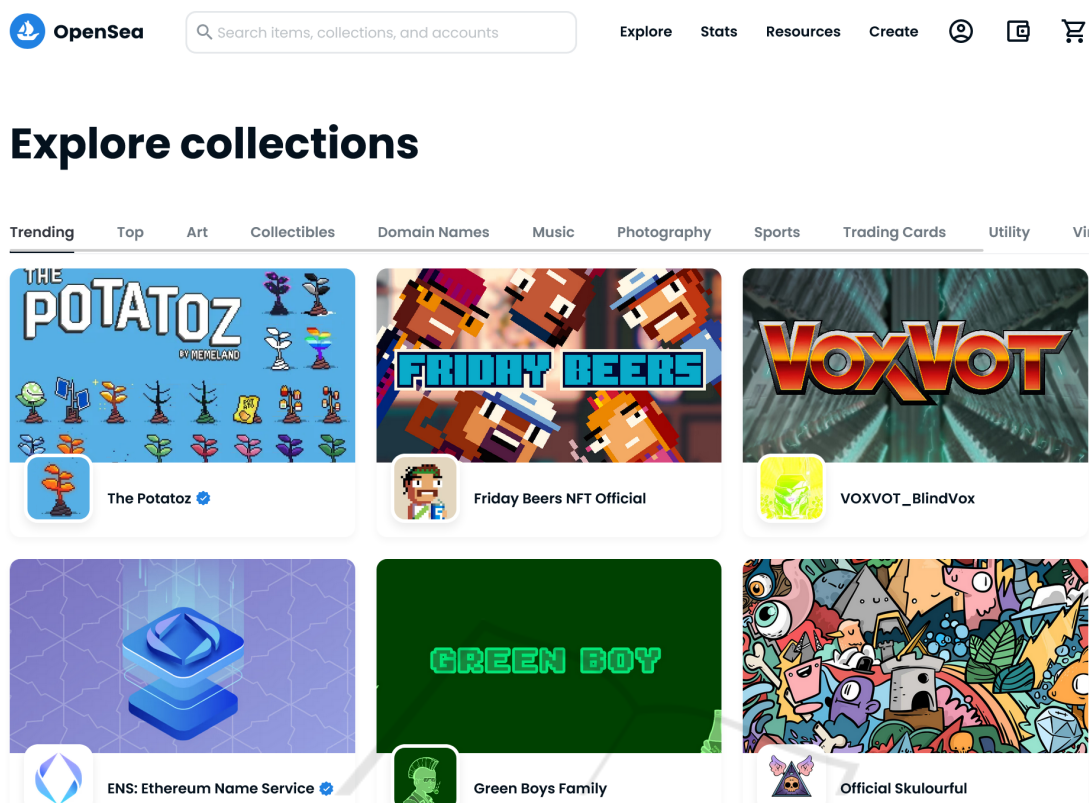 OpenSea
Search items, collections, and accounts
Explore Stats Resources Create
Explore collections
Trending Top Art Collectibles Domain Names Music Photography Sports Trading Cards Utility
THE
POTATOZ
BY MEMELAND
FRIDAY BEERS
VOXVOT
The Potatoz
Friday Beers NFT Official
VOXVOT_BlindVox
GREEN BOY
ENS: Ethereum Name Service
Green Boys Family
Official Skulourful